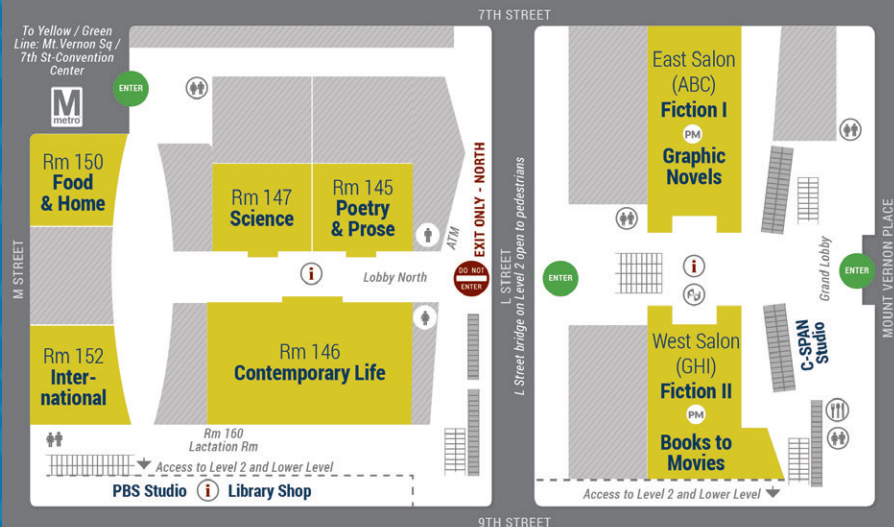 7TH STREET
To Yellow / Green
Line: Mt.Vernon Sq /
7th St-Convention
Center
M
metro
ENTER
Rm 150
Food
& Home
Rm 147
Science
Rm 145
Poetry
& Prose
ATM
EXIT ONLY - NORTH
M STREET
i
Lobby North
DO NOT
ENTER
Rm 152
Inter-
national
Rm 146
Contemporary Life
Rm 160
Lactation Rm
Access to Level 2 and Lower Level
PBS Studio i Library Shop
L STREET
L Street bridge on Level 2 open to pedestrians
East Salon
(ABC)
Fiction I
PM
Graphic
Novels
ENTER
i
Grand Lobby
ENTER
MOUNT VERNON PLACE
West Salon
(GHI)
Fiction II
PM
Books to
Movies
C-SPAN
Studio
Access to Level 2 and Lower Level
9TH STREET